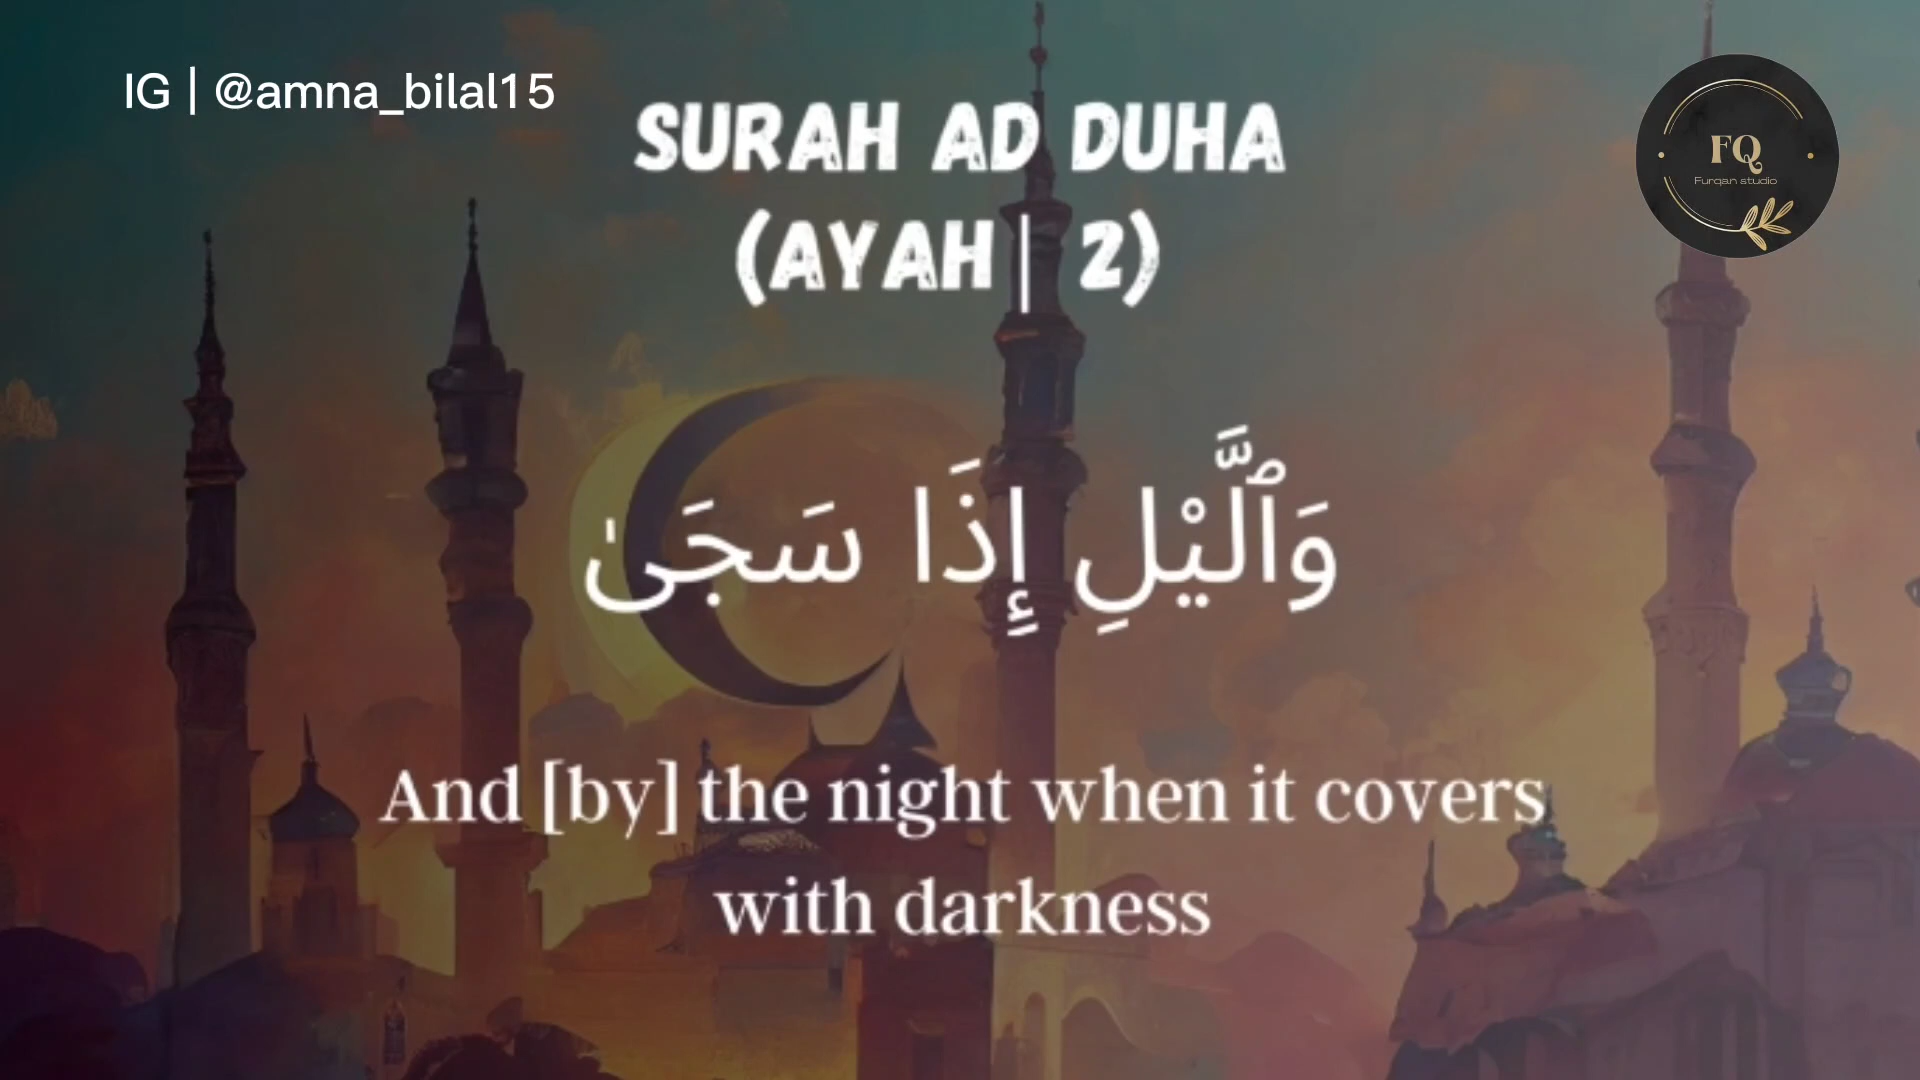 IG | @amna_bilal15
SURAH AD DUHA
(AYAH | 2)
FQ
Furqan studio
وَٱلَّيْلِ إِذَا سَجَىٰ
And [by] the night when it covers
with darkness